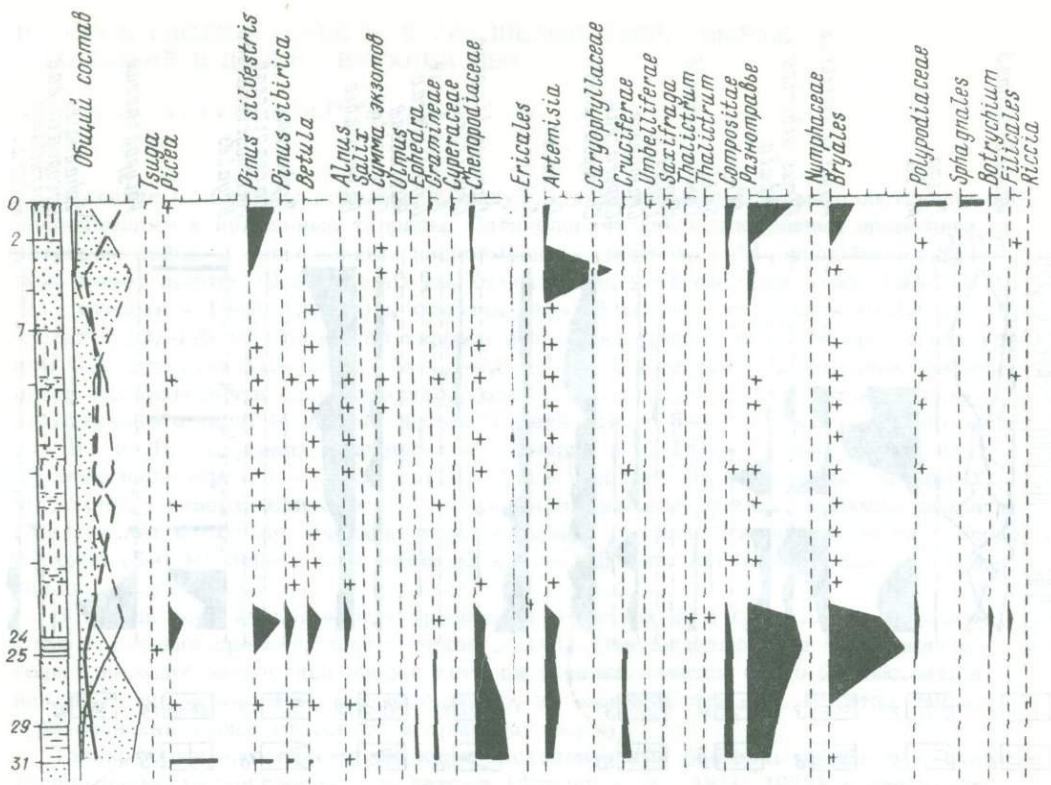 Общий состав
Tsuga
Picea
Pinus silvestris
Pinus sibirica
Betula
Alnus
Salix
Сумма экзотов
Ulmus
Ephedra
Gramineae
Cyperaceae
Chenopodiaceae
Ericales
Artemisia
Caryophyllaceae
Cruciferae
Umbelliferae
Saxifraga
Thalictrum
Thalictrum
Compositae
Разнотравье
Nymphaeaceae
Bryales
Polypodiaceae
Sphagnales
Botrychium
Filicales
Riccia
0
2
7
24
25
29
31